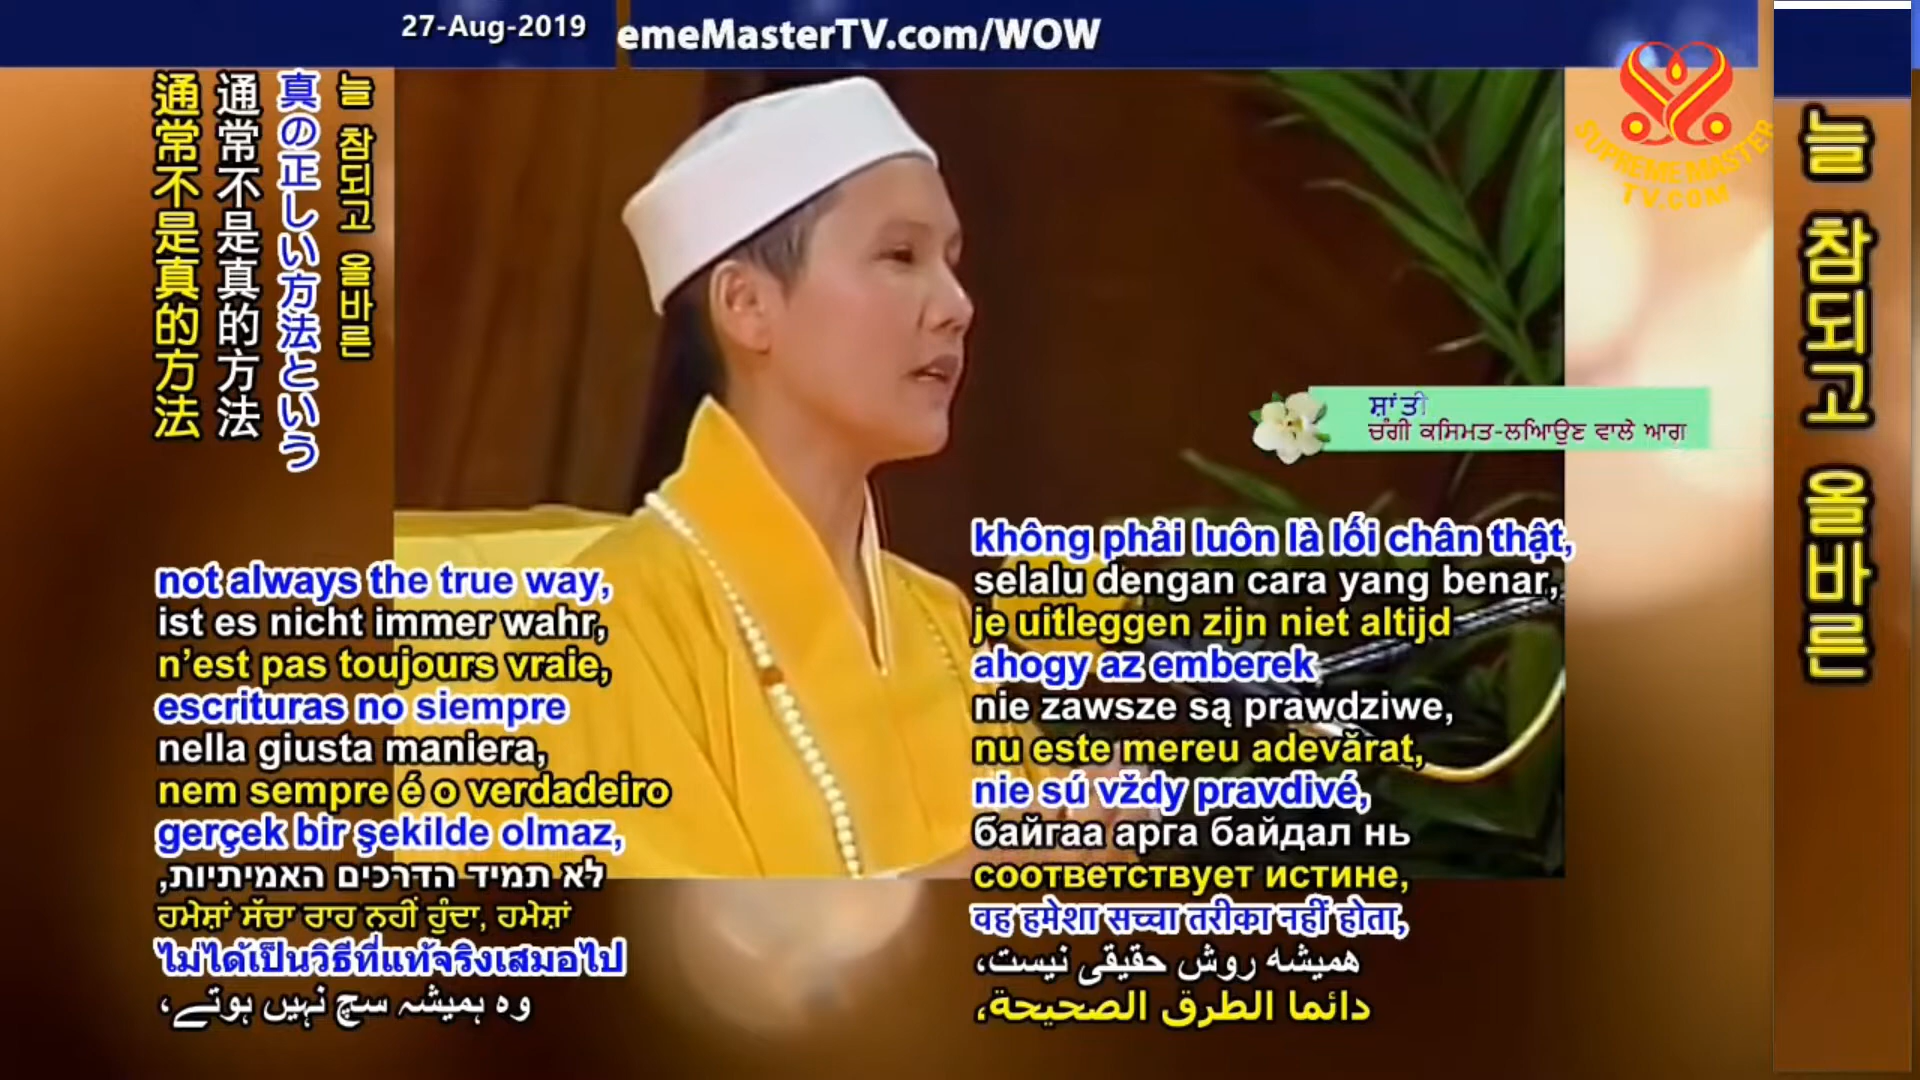 27-Aug-2019
emeMasterTV.com/WOW
SUPREME MASTER
TV.COM
늘 참되고 올바른
真の正しい方法という
通常不是真的方法
通常不是真的方法
늘 참되고 올바른
ਸ਼ਾਂਤੀ
ਚੰਗੀ ਕਸਿਮਤ-ਲਆਿਉਣ ਵਾਲੇ ਆਗ
not always the true way,
ist es nicht immer wahr,
n’est pas toujours vraie,
escrituras no siempre
nella giusta maniera,
nem sempre é o verdadeiro
gerçek bir şekilde olmaz,
לא תמיד הדרכים האמיתיות,
ਹਮੇਸ਼ਾਂ ਸੱਚਾ ਰਾਹ ਨਹੀਂ ਹੁੰਦਾ, ਹਮੇਸ਼ਾਂ
ไม่ได้เป็นวิธีที่แท้จริงเสมอไป
وہ ہمیشہ سچ نہیں ہوتے،
không phải luôn là lối chân thật,
selalu dengan cara yang benar,
je uitleggen zijn niet altijd
ahogy az emberek
nie zawsze są prawdziwe,
nu este mereu adevărat,
nie sú vždy pravdivé,
байгаа арга байдал нь
соответствует истине,
वह हमेशा सच्चा तरीका नहीं होता,
همیشه روش حقیقی نیست،
دائما الطرق الصحيحة،